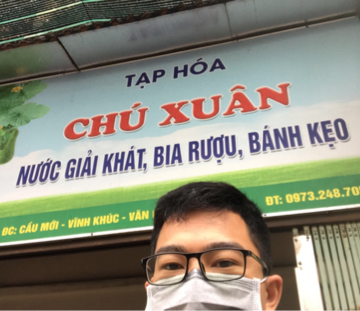 TẠP HÓA
CHÚ XUÂN
NƯỚC GIẢI KHÁT, BIA RƯỢU, BÁNH KẸO
ĐC: CẦU MỚI - VĨNH KHÚC - VĂN
ĐT: 0973.248.70